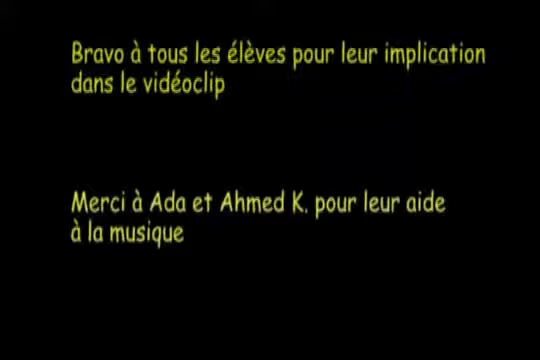 Bravo à tous les élèves pour leur implication
dans le vidéoclip
Merci à Ada et Ahmed K. pour leur aide
à la musique